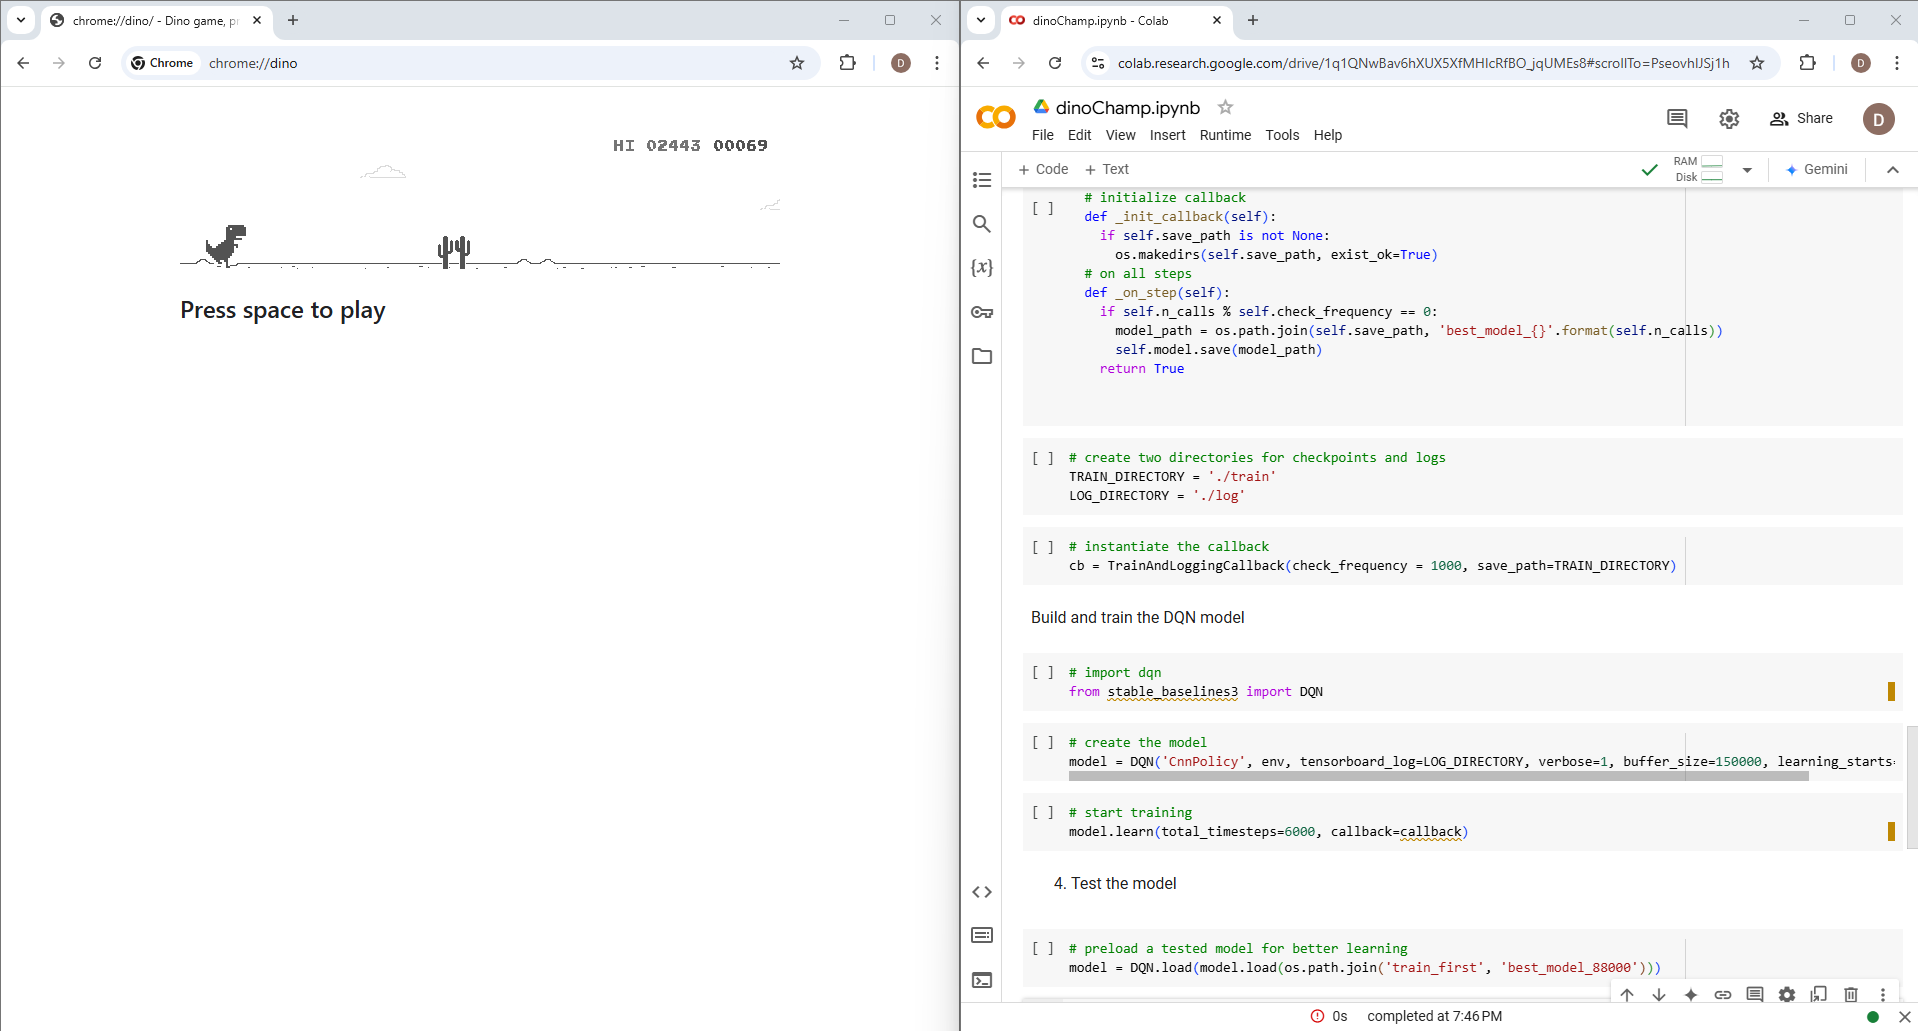 chrome://dino/ - Dino game, p
Chrome
chrome://dino
HI 02443 00069
Press space to play
dinoChamp.ipynb - Colab
colab.research.google.com/drive/1q1QNwBav6hXUX5XfMHIcRfBO_jqUMEs8#scrollTo=PseovhIJSj1h
D
D
CO
dinoChamp.ipynb
File Edit View Insert Runtime Tools Help
Share
D
+ Code + Text
RAM
Disk
Gemini
{x}
[ ]
# initialize callback
def _init_callback(self):
if self.save_path is not None:
os.makedirs(self.save_path, exist_ok=True)
# on all steps
def _on_step(self):
if self.n_calls % self.check_frequency == 0:
model_path = os.path.join(self.save_path, 'best_model_{}'.format(self.n_calls))
self.model.save(model_path)
return True
[ ] # create two directories for checkpoints and logs
TRAIN_DIRECTORY = './train'
LOG_DIRECTORY = './log'
[ ] # instantiate the callback
cb = TrainAndLoggingCallback(check_frequency = 1000, save_path=TRAIN_DIRECTORY)
Build and train the DQN model
[ ] # import dqn
from stable_baselines3 import DQN
[ ] # create the model
model = DQN('CnnPolicy', env, tensorboard_log=LOG_DIRECTORY, verbose=1, buffer_size=150000, learning_starts=
[ ] # start training
model.learn(total_timesteps=6000, callback=callback)
4. Test the model
[ ] # preload a tested model for better learning
model = DQN.load(model.load(os.path.join('train_first', 'best_model_88000')))
0s completed at 7:46 PM